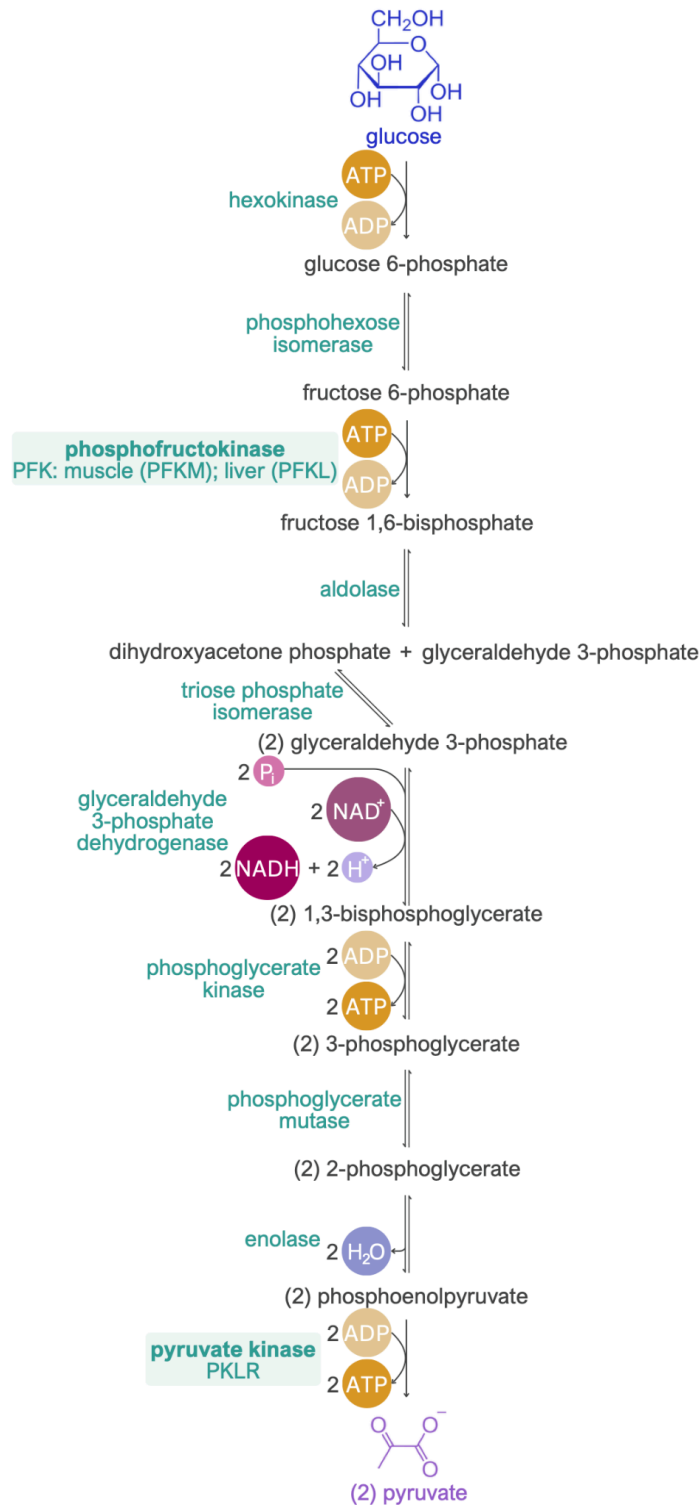 CH₂OH
O
OH
OH
OH
OH
glucose
ATP
hexokinase
ADP
glucose 6-phosphate
phosphohexose
isomerase
fructose 6-phosphate
ATP
phosphofructokinase
PFK: muscle (PFKM); liver (PFKL)
ADP
fructose 1,6-bisphosphate
aldolase
dihydroxyacetone phosphate + glyceraldehyde 3-phosphate
triose phosphate
isomerase
(2) glyceraldehyde 3-phosphate
2 Pᵢ
glyceraldehyde
3-phosphate
dehydrogenase
2 NAD⁺
2 NADH + 2 H⁺
(2) 1,3-bisphosphoglycerate
2 ADP
phosphoglycerate
kinase
2 ATP
(2) 3-phosphoglycerate
phosphoglycerate
mutase
(2) 2-phosphoglycerate
enolase
2 H₂O
(2) phosphoenolpyruvate
2 ADP
pyruvate kinase
PKLR
2 ATP
O
O⁻
O
(2) pyruvate